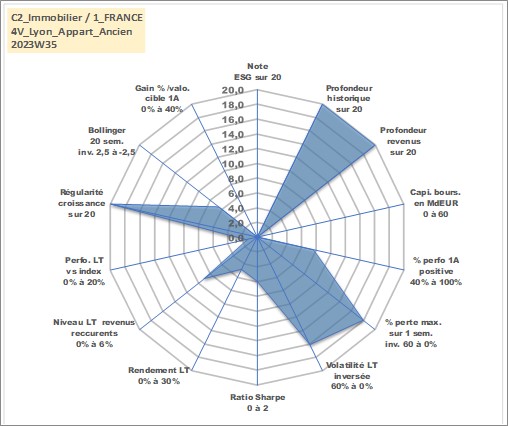 C2_Immobilier / 1_FRANCE
4V_Lyon_Appart_Ancien
2023W35
Note
ESG sur 20
Profondeur
historique
sur 20
Profondeur
revenus
sur 20
Capi. bours.
en MdEUR
0 à 60
% perfo 1A
positive
40% à 100%
% perte max.
sur 1 sem.
inv. 60 à 0%
Volatilité LT
inversée
60% à 0%
Ratio Sharpe
0 à 2
Rendement LT
0% à 30%
Niveau LT revenus
reccurents
0% à 6%
Perfo. LT
vs index
0% à 20%
Régularité
croissance
sur 20
Bollinger
20 sem.
inv. 2,5 à -2,5
Gain % /valo.
cible 1A
0% à 40%
20,0
18,0
16,0
14,0
12,0
10,0
8,0
6,0
4,0
2,0
0,0